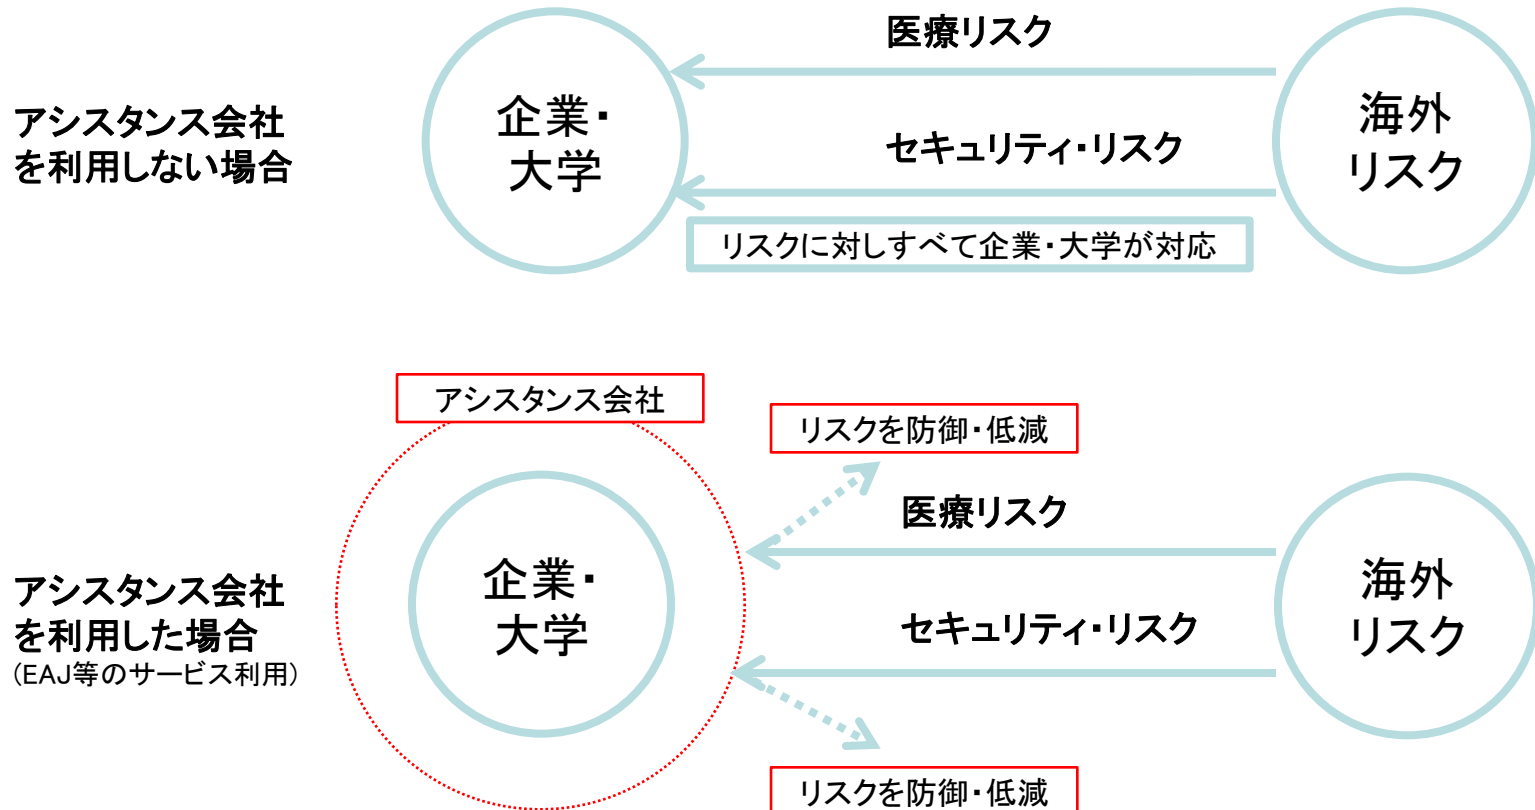 医療リスク
アシスタンス会社
を利用しない場合
企業・
大学
セキュリティ・リスク
海外
リスク
リスクに対しすべて企業・大学が対応
アシスタンス会社
リスクを防御・低減
医療リスク
アシスタンス会社
を利用した場合
(EAJ等のサービス利用)
企業・
大学
セキュリティ・リスク
海外
リスク
リスクを防御・低減